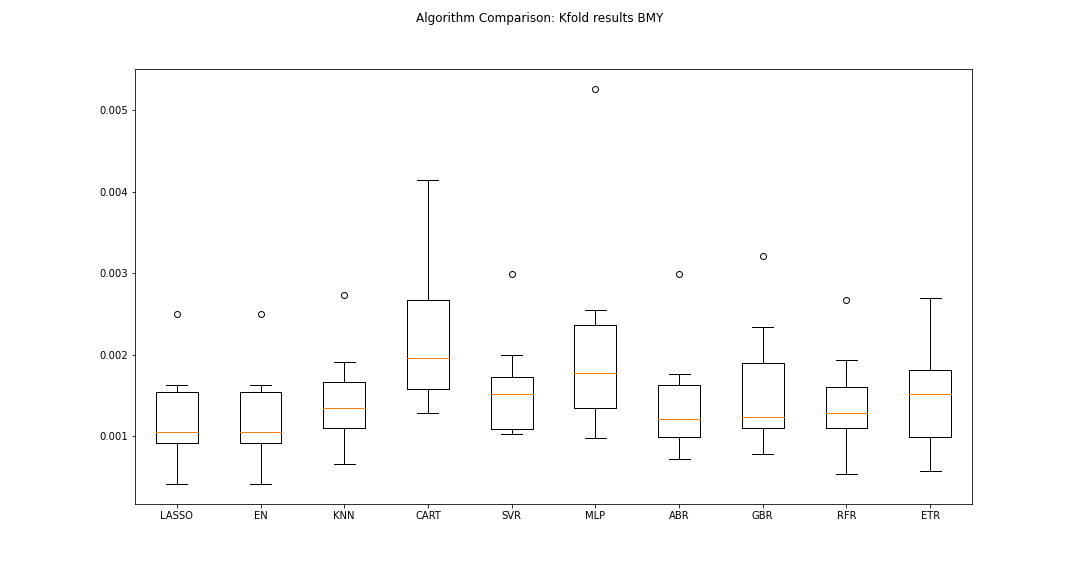 Algorithm Comparison: Kfold results BMY
0.005
0.004
0.003
0.002
0.001
LASSO EN KNN CART SVR MLP ABR GBR RFR ETR